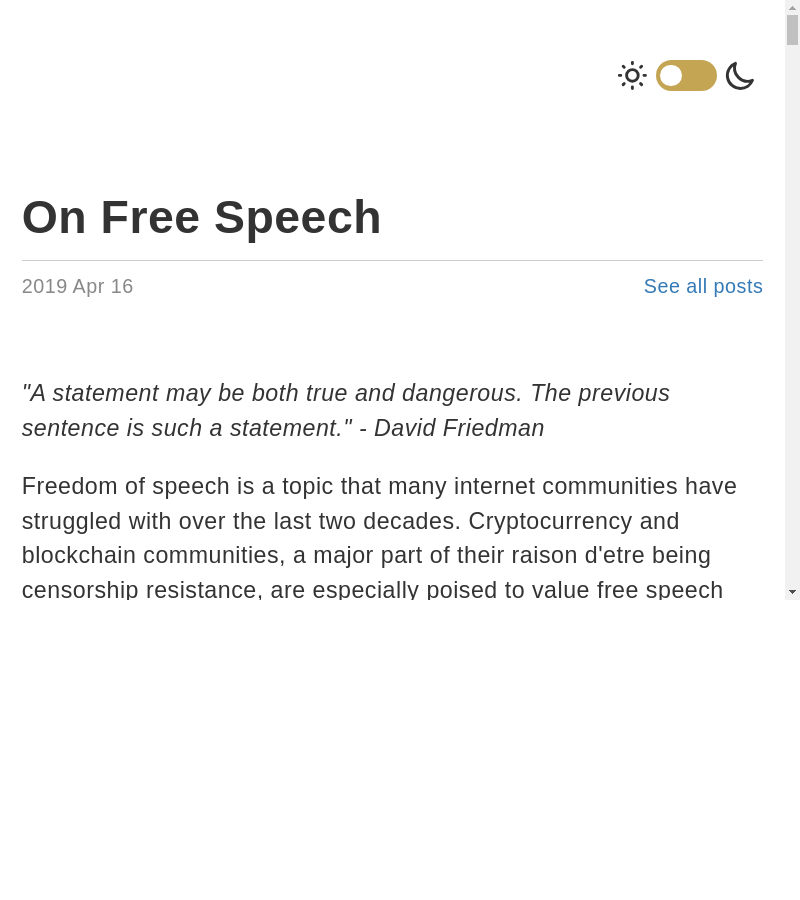 On Free Speech
2019 Apr 16
See all posts
"A statement may be both true and dangerous. The previous
sentence is such a statement." - David Friedman
Freedom of speech is a topic that many internet communities have
struggled with over the last two decades. Cryptocurrency and
blockchain communities, a major part of their raison d'etre being
censorship resistance, are especially poised to value free speech